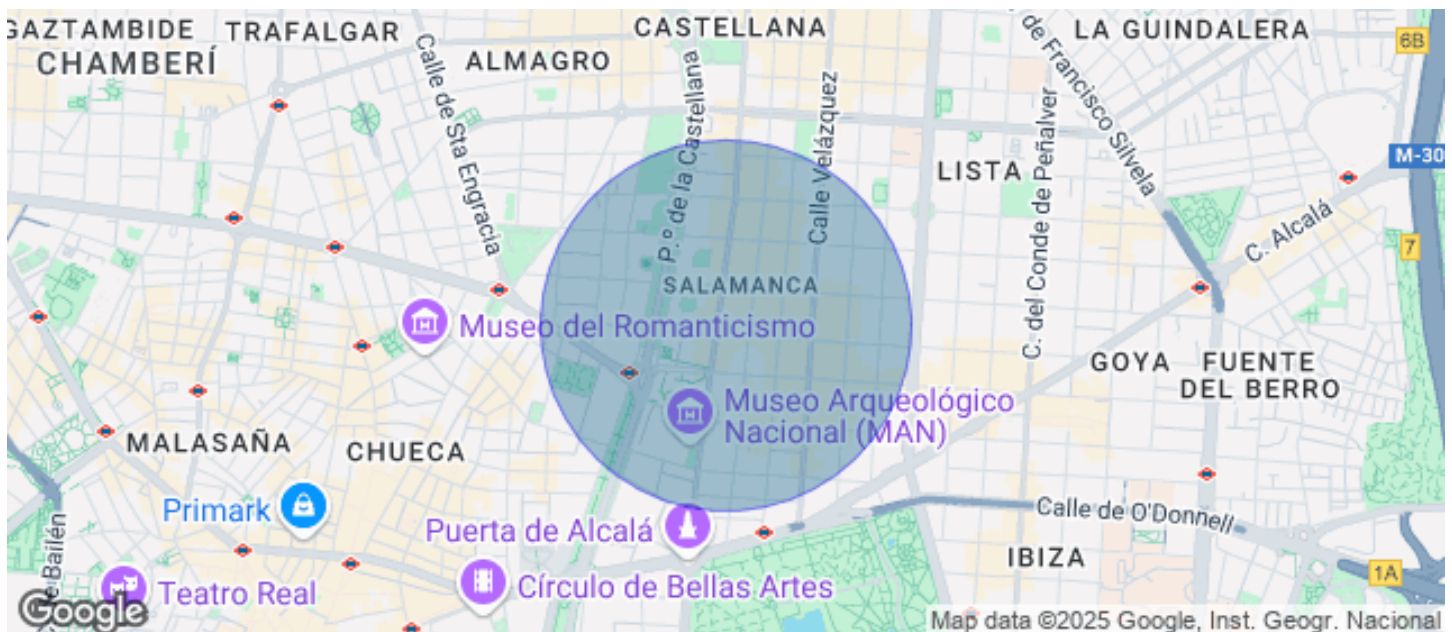 GAZTAMBIDE
TRAFALGAR
CASTELLANA
LA GUINDALERA
CHAMBERÍ
ALMAGRO
6B
Calle de Sta Engracia
P.º de la Castellana
Calle Velázquez
de Francisco Silvela
C. del Conde de Peñalver
LISTA
M-30
C. Alcalá
7
SALAMANCA
Museo del Romanticismo
GOYA
FUENTE
DEL BERRO
Museo Arqueológico
Nacional (MAN)
MALASAÑA
CHUECA
Primark
Puerta de Alcalá
Calle de O'Donnell
IBIZA
1A
Bailén
Teatro Real
Círculo de Bellas Artes
Google
Map data ©2025 Google, Inst. Geogr. Nacional